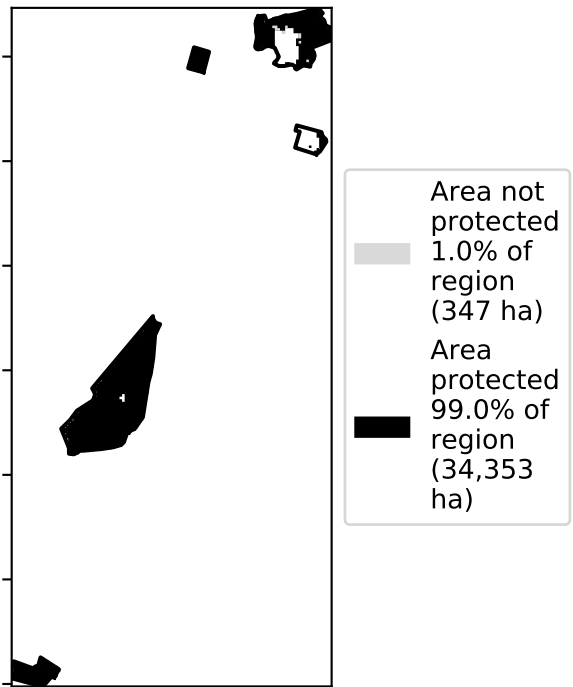 Area not
protected
1.0% of
region
(347 ha)
Area
protected
99.0% of
region
(34,353
ha)